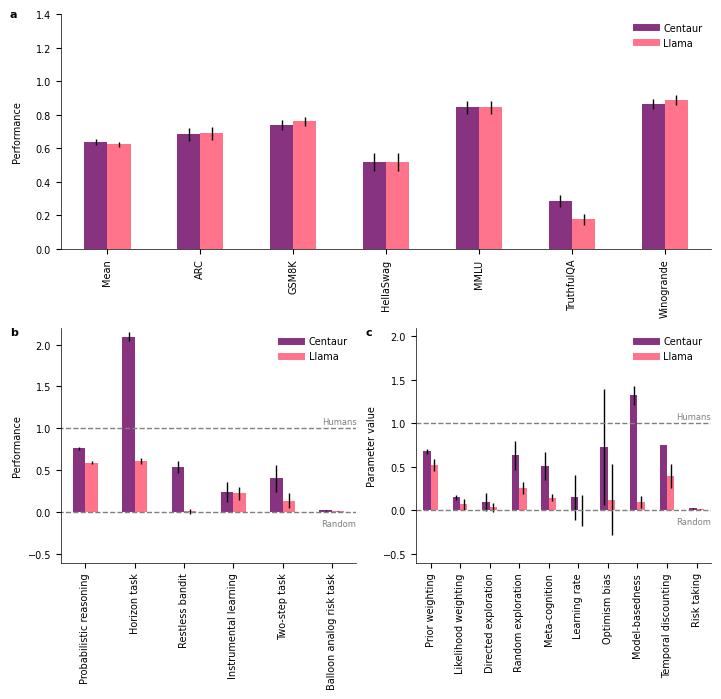 a
1.4
1.2
1.0
0.8
0.6
0.4
0.2
0.0
Performance
Centaur
Llama
Mean
ARC
GSM8K
HellaSwag
MMLU
TruthfulQA
Winogrande
b
2.0
1.5
1.0
0.5
0.0
−0.5
Performance
Centaur
Llama
Humans
Random
Probabilistic reasoning
Horizon task
Restless bandit
Instrumental learning
Two-step task
Balloon analog risk task
c
2.0
1.5
1.0
0.5
0.0
−0.5
Parameter value
Centaur
Llama
Humans
Random
Prior weighting
Likelihood weighting
Directed exploration
Random exploration
Meta-cognition
Learning rate
Optimism bias
Model-basedness
Temporal discounting
Risk taking